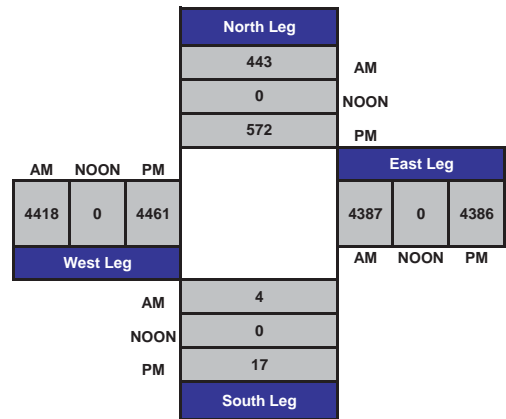 North Leg
443 AM
0 NOON
572 PM
AM NOON PM East Leg
4418 0 4461 4387 0 4386
West Leg AM NOON PM
AM 4
NOON 0
PM 17
South Leg